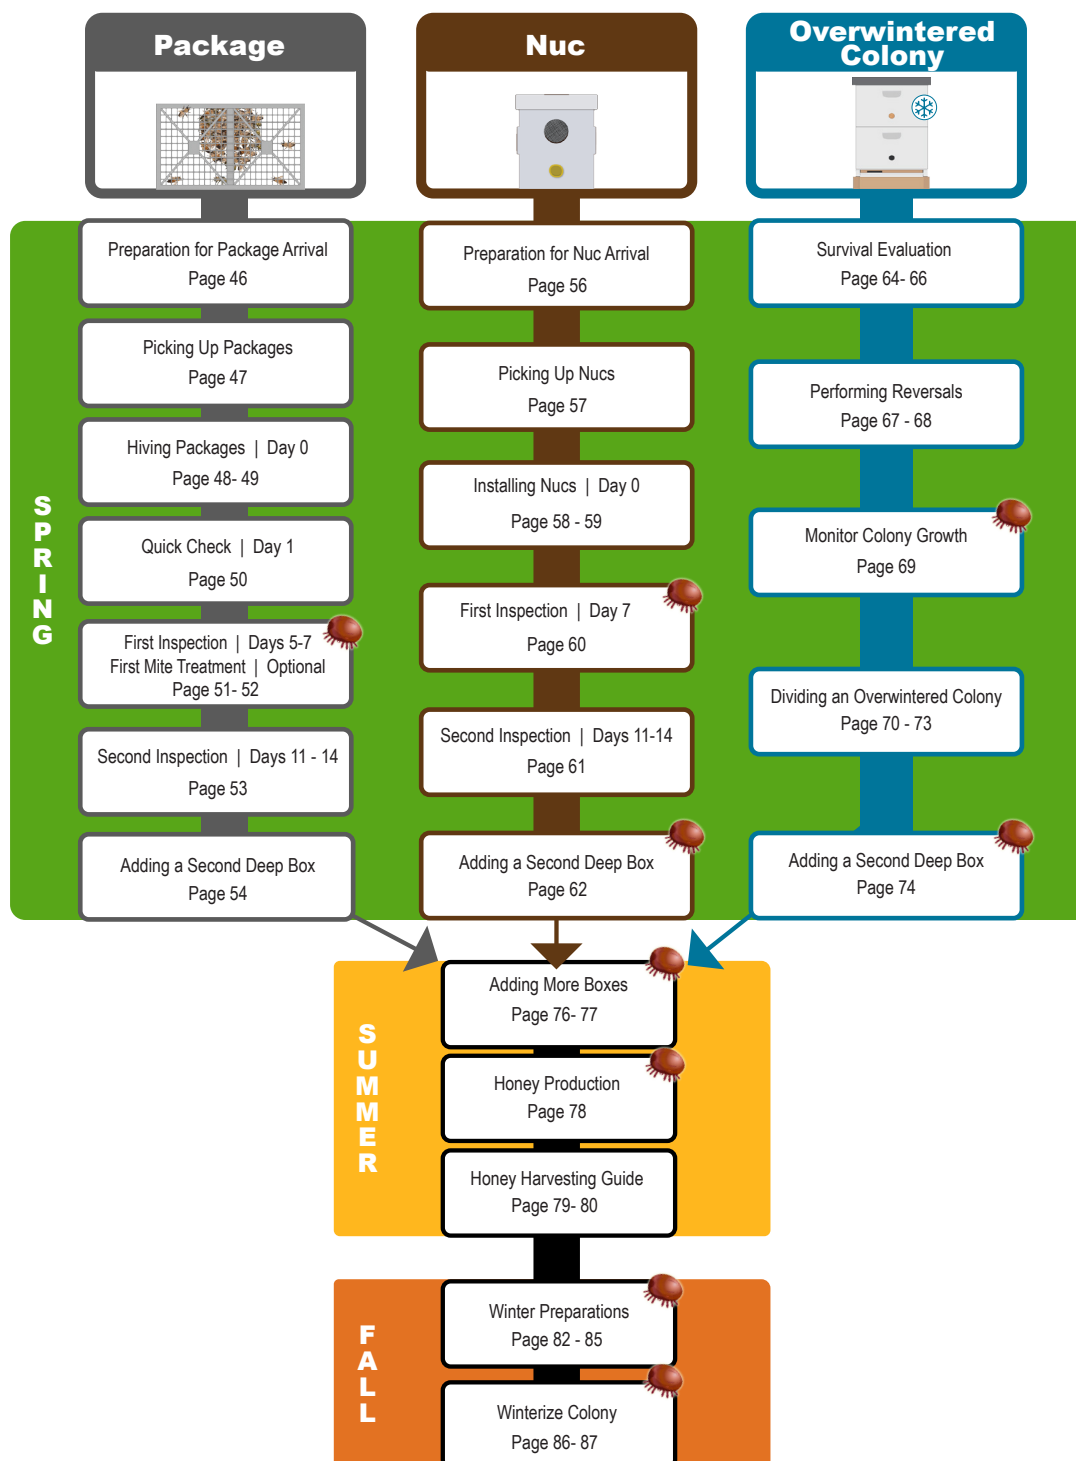 Package
Preparation for Package Arrival
Page 46
Picking Up Packages
Page 47
Hiving Packages | Day 0
Page 48- 49
Quick Check | Day 1
Page 50
First Inspection | Days 5-7
First Mite Treatment | Optional
Page 51- 52
Second Inspection | Days 11 - 14
Page 53
Adding a Second Deep Box
Page 54
Nuc
Preparation for Nuc Arrival
Page 56
Picking Up Nucs
Page 57
Installing Nucs | Day 0
Page 58 - 59
First Inspection | Day 7
Page 60
Second Inspection | Days 11-14
Page 61
Adding a Second Deep Box
Page 62
Overwintered
Colony
Survival Evaluation
Page 64- 66
Performing Reversals
Page 67 - 68
Monitor Colony Growth
Page 69
Dividing an Overwintered Colony
Page 70 - 73
Adding a Second Deep Box
Page 74
SPRING
SUMMER
Adding More Boxes
Page 76- 77
Honey Production
Page 78
Honey Harvesting Guide
Page 79- 80
FALL
Winter Preparations
Page 82 - 85
Winterize Colony
Page 86- 87